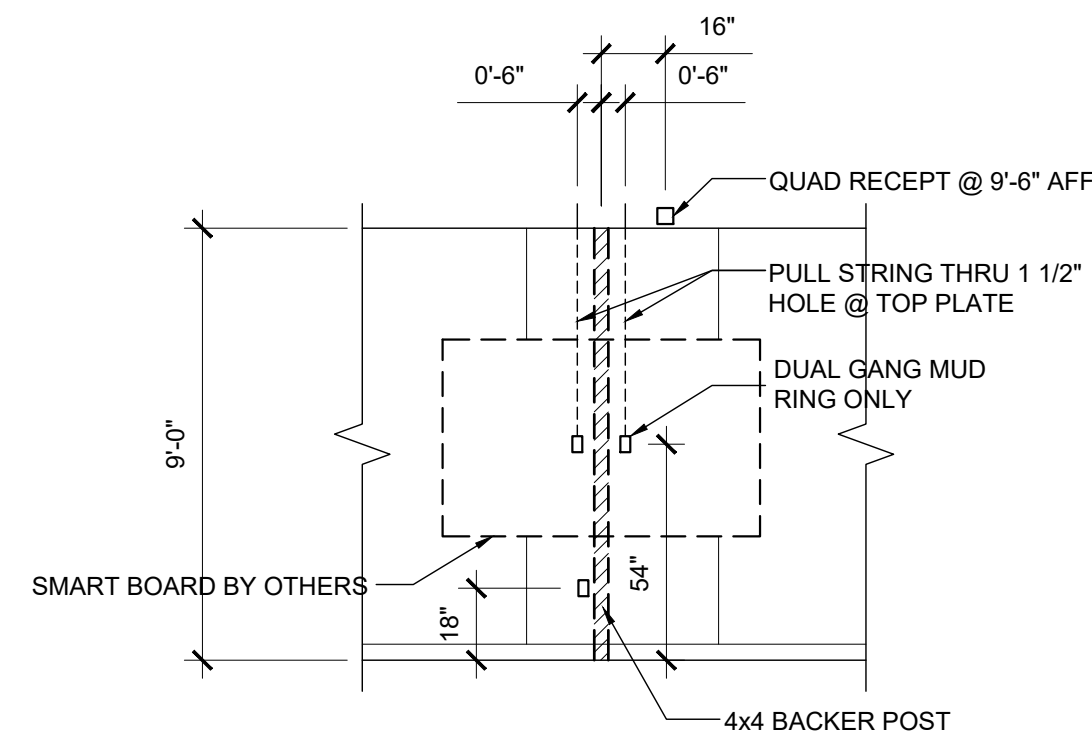 16"
0'-6"
0'-6"
QUAD RECEPT @ 9'-6" AFF
PULL STRING THRU 1 1/2"
HOLE @ TOP PLATE
DUAL GANG MUD
RING ONLY
9'-0"
SMART BOARD BY OTHERS
54"
18"
4x4 BACKER POST